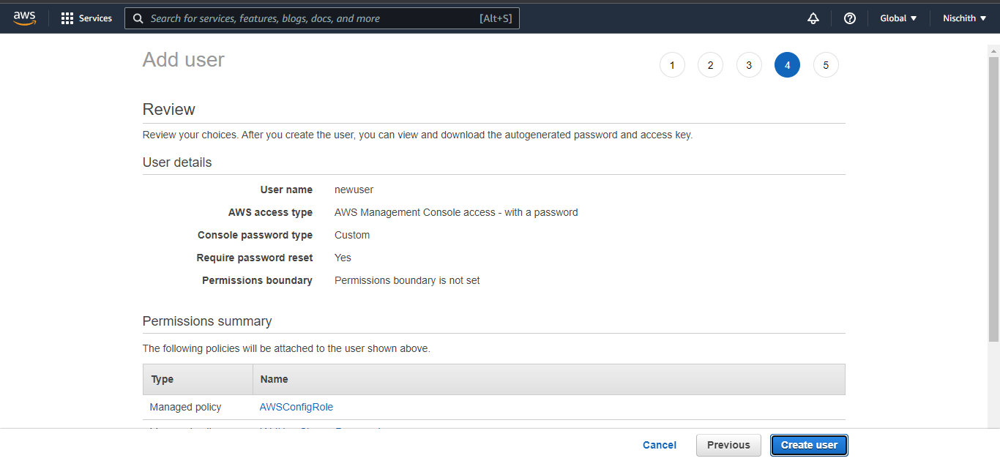 aws Services Search for services, features, blogs, docs, and more [Alt+S] Global Nischith
Add user 1 2 3 4 5
Review
Review your choices. After you create the user, you can view and download the autogenerated password and access key.
User details
User name newuser
AWS access type AWS Management Console access - with a password
Console password type Custom
Require password reset Yes
Permissions boundary Permissions boundary is not set
Permissions summary
The following policies will be attached to the user shown above.
Type Name
Managed policy AWSConfigRole
Cancel Previous Create user